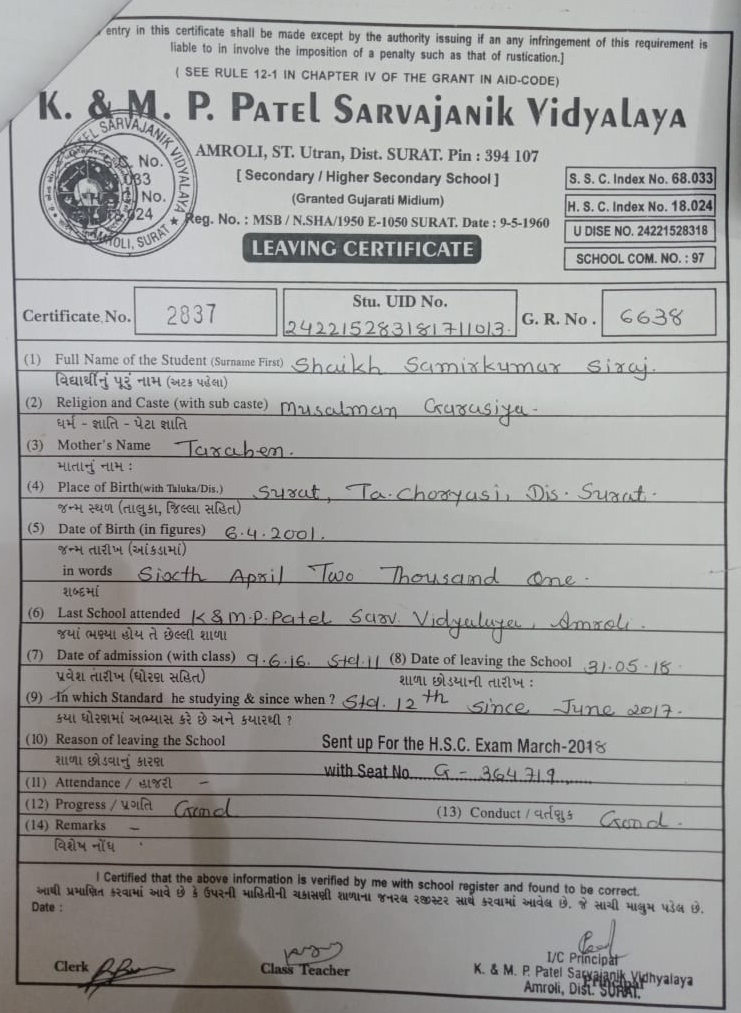 entry in this certificate shall be made except by the authority issuing if an any infringement of this requirement is
liable to in involve the imposition of a penalty such as that of rustication.]
( SEE RULE 12-1 IN CHAPTER IV OF THE GRANT IN AID-CODE)
K. & M. P. PATEL SARVAJANIK VIDYALAYA
AMROLI, ST. Utran, Dist. SURAT. Pin : 394 107
[ Secondary / Higher Secondary School ]
(Granted Gujarati Midium)
Reg. No. : MSB / N.SHA/1950 E-1050 SURAT. Date : 9-5-1960
LEAVING CERTIFICATE
S. S. C. Index No. 68.033
H. S. C. Index No. 18.024
U DISE NO. 24221528318
SCHOOL COM. NO. : 97
PATEL SARVAJANIK VIDYALAYA
AMROLI, SURAT
Certificate No. 2837
Stu. UID No.
242215283181711013.
G. R. No. 6638
(1) Full Name of the Student (Surname First) Shaikh Samirkumar Siraj.
વિદ્યાર્થીનું પૂરું નામ (અટક પહેલા)
(2) Religion and Caste (with sub caste) Musalman Garasiya.
ધર્મ - જ્ઞાતિ - પેટા જ્ઞાતિ
(3) Mother's Name Taraben.
માતાનું નામ :
(4) Place of Birth(with Taluka/Dis.) Surat, Ta. Choryasi, Dis. Surat.
જન્મ સ્થળ (તાલુકા, જિલ્લા સહિત)
(5) Date of Birth (in figures) 6.4.2001.
જન્મ તારીખ (આંકડામાં)
in words Sixth April Two Thousand One.
શબ્દમાં
(6) Last School attended K & M.P. Patel Sarv. Vidyaluya, Amroli.
જયાં ભણ્યા હોય તે છેલ્લી શાળા
(7) Date of admission (with class) 9.6.16. Std. 11 (8) Date of leaving the School 31.05.18.
પ્રવેશ તારીખ (ધોરણ સહિત) શાળા છોડયાની તારીખ :
(9) In which Standard he studying & since when ? Std. 12th since June 2017.
કયા ધોરણમાં અભ્યાસ કરે છે અને કયારથી ?
(10) Reason of leaving the School Sent up For the H.S.C. Exam March-2018
શાળા છોડવાનું કારણ with Seat No. G - 364719
(11) Attendance / હાજરી -
(12) Progress / પ્રગતિ Good (13) Conduct / વર્તણુક Good.
(14) Remarks -
વિશેષ નોંધ
I Certified that the above information is verified by me with school register and found to be correct.
આથી પ્રમાણિત કરવામાં આવે છે કે ઉપરની માહિતીની ચકાસણી શાળાના જનરલ રજીસ્ટર સાથે કરવામાં આવેલ છે. જે સાચી માલુમ પડેલ છે.
Date :
Clerk
Class Teacher
I/C Principal
K. & M. P. Patel Sarvajanik Vidhyalaya
Principal
Amroli, Dist. SURAT.